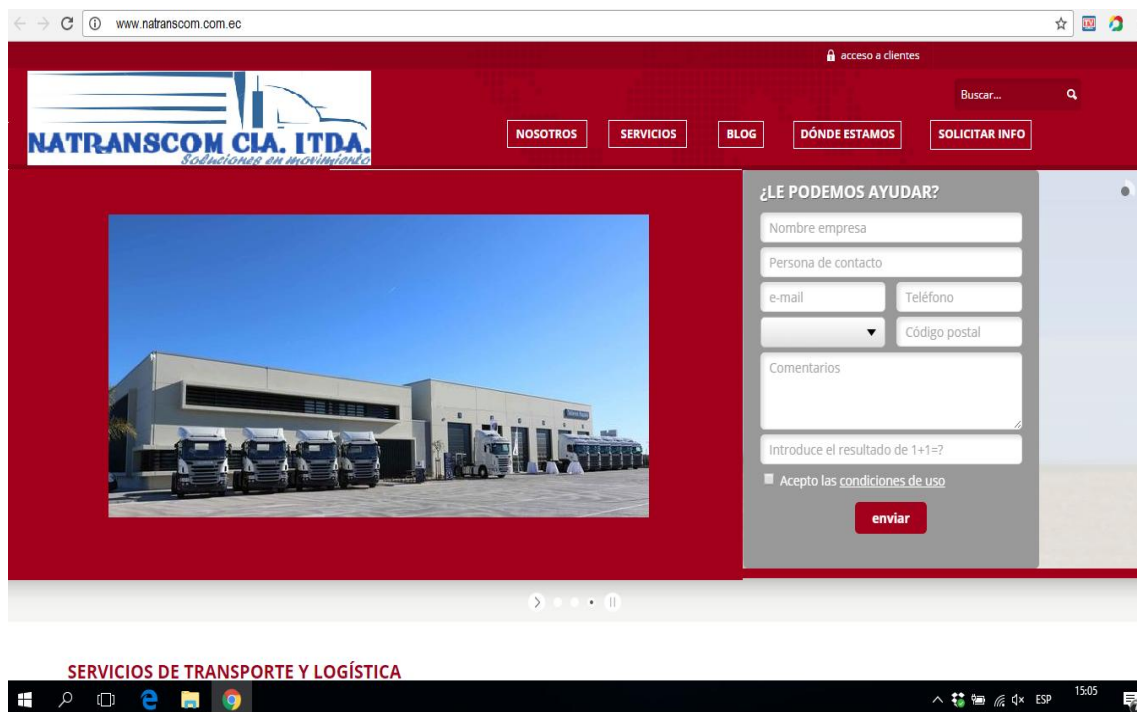 www.natranscom.com.ec
acceso a clientes
NATRANSCOM CIA. LTDA.
Soluciones en movimiento
Buscar...
NOSOTROS
SERVICIOS
BLOG
DÓNDE ESTAMOS
SOLICITAR INFO
¿LE PODEMOS AYUDAR?
Nombre empresa
Persona de contacto
e-mail
Teléfono
Código postal
Comentarios
Introduce el resultado de 1+1=?
Acepto las condiciones de uso
enviar
SERVICIOS DE TRANSPORTE Y LOGÍSTICA
ESP
15:05